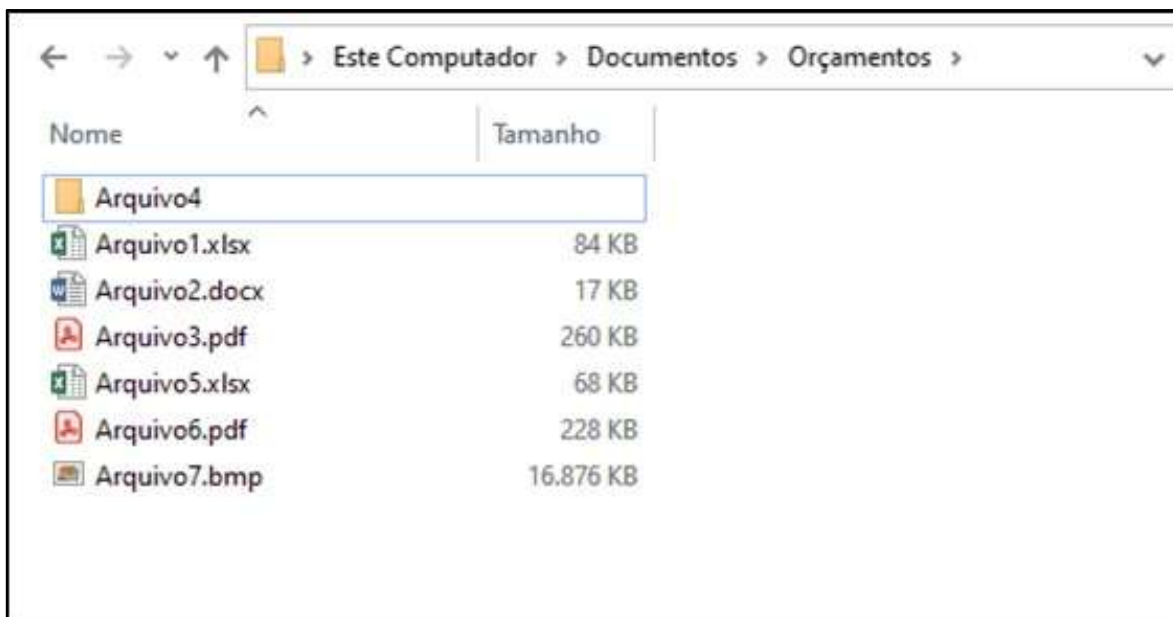 Este Computador > Documentos > Orçamentos >
Nome Tamanho
Arquivo4
Arquivo1.xlsx 84 KB
Arquivo2.docx 17 KB
Arquivo3.pdf 260 KB
Arquivo5.xlsx 68 KB
Arquivo6.pdf 228 KB
Arquivo7.bmp 16.876 KB